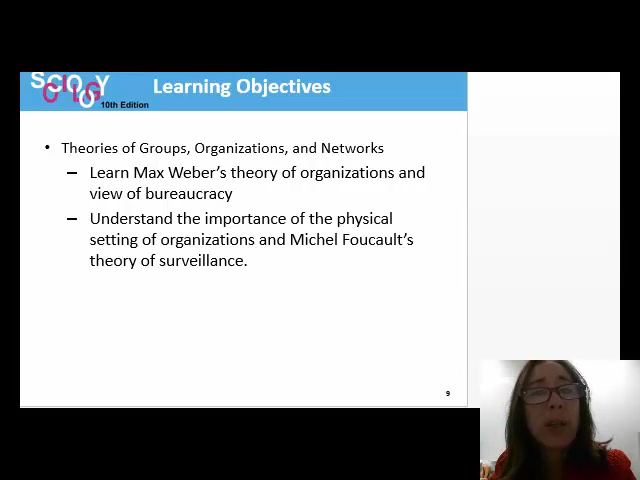 SOCIOLOGY
10th Edition
Learning Objectives
• Theories of Groups, Organizations, and Networks
– Learn Max Weber's theory of organizations and
view of bureaucracy
– Understand the importance of the physical
setting of organizations and Michel Foucault's
theory of surveillance.
9